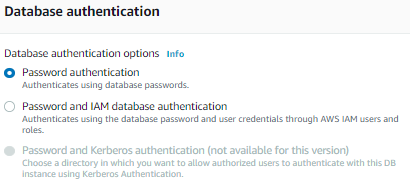 Database authentication
Database authentication options Info
Password authentication
Authenticates using database passwords.
Password and IAM database authentication
Authenticates using the database password and user credentials through AWS IAM users and
roles.
Password and Kerberos authentication (not available for this version)
Choose a directory in which you want to allow authorized users to authenticate with this DB
instance using Kerberos Authentication.